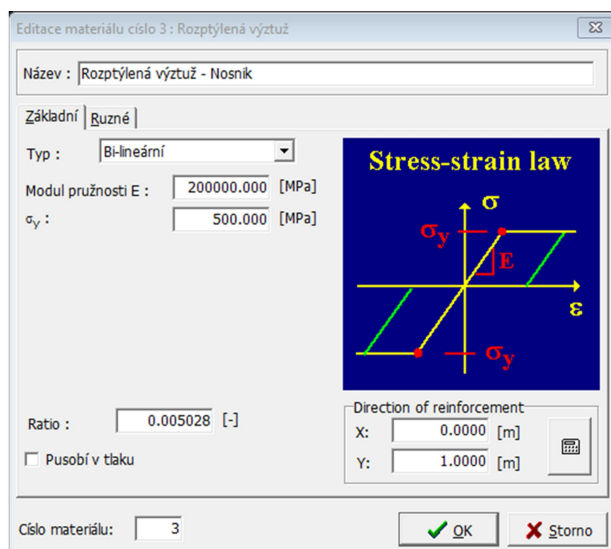 Editace materiálu císlo 3 : Rozptýlená výztuž
Název : Rozptýlená výztuž - Nosnik
Základní Ruzné
Typ : Bi-lineární
Modul pružnosti E : 200000.000 [MPa]
σy : 500.000 [MPa]
Stress-strain law
σ
σy
E
ε
σy
Ratio : 0.005028 [-]
Pusobí v tlaku
Direction of reinforcement
X: 0.0000 [m]
Y: 1.0000 [m]
Císlo materiálu: 3
OK
Storno